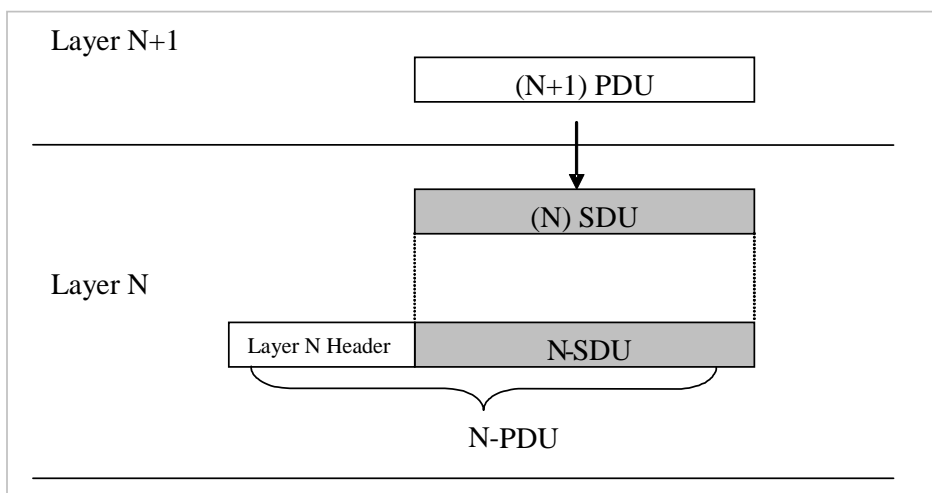 Layer N+1
(N+1) PDU
(N) SDU
Layer N
Layer N Header
N-SDU
N-PDU